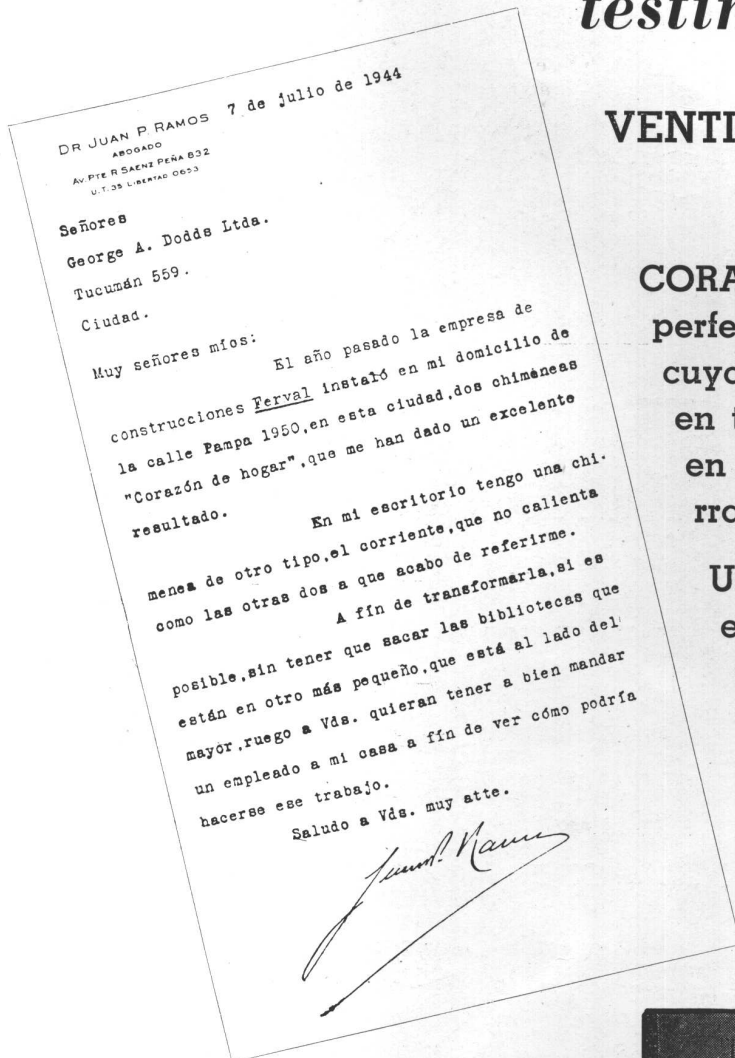 DR JUAN P. RAMOS
ABOGADO
AV. PTE R. SAENZ PEÑA 832
U. T. 35 LIBERTAD 0653
7 de julio de 1944
Señores
George A. Dodds Ltda.
Tucumán 559.
Ciudad.
Muy señores míos:
El año pasado la empresa de
construcciones Ferval instaló en mi domicilio de
la calle Pampa 1950,en esta ciudad,dos chimeneas
"Corazón de hogar",que me han dado un excelente
resultado.
En mi escritorio tengo una chi-
menea de otro tipo,el corriente,que no calienta
como las otras dos a que acabo de referirme.
A fín de transformarla,si es
posible,sin tener que sacar las bibliotecas que
están en otro más pequeño,que está al lado del
mayor,ruego a Vds. quieran tener a bien mandar
un empleado a mi casa a fín de ver cómo podría
hacerse ese trabajo.
Saludo a Vds. muy atte.
testi
VENTI
CORA
perfe
cuyo
en t
en
rro
U
e